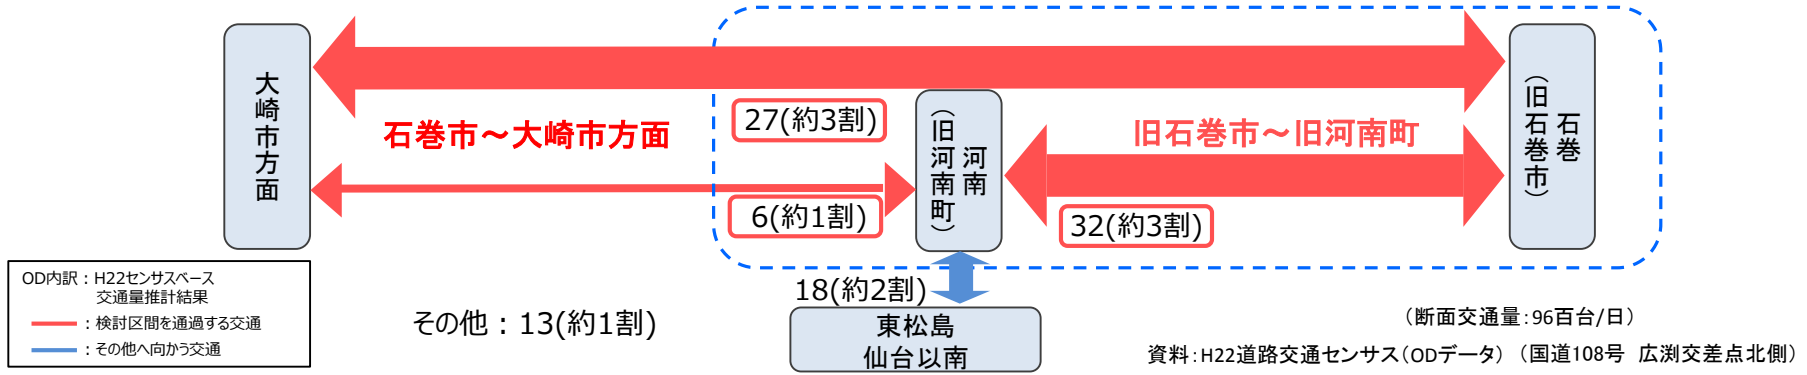 大崎市方面
石巻市～大崎市方面
27(約3割)
6(約1割)
河南
(旧河南町)
旧石巻市～旧河南町
32(約3割)
石巻
(旧石巻市)
18(約2割)
東松島
仙台以南
その他：13(約1割)
OD内訳：H22センサスベース
交通量推計結果
：検討区間を通過する交通
：その他へ向かう交通
（断面交通量：96百台/日）
資料：H22道路交通センサス（ODデータ）（国道108号　広渕交差点北側）